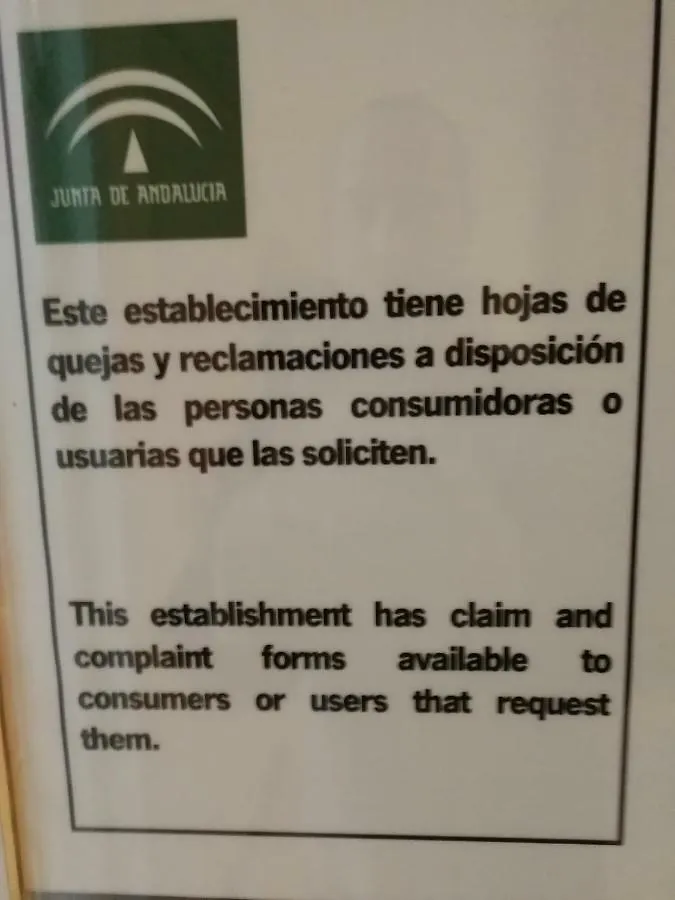 JUNTA DE ANDALUCIA
Este establecimiento tiene hojas de
quejas y reclamaciones a disposición
de las personas consumidoras o
usuarias que las soliciten.
This establishment has claim and
complaint forms available to
consumers or users that request
them.